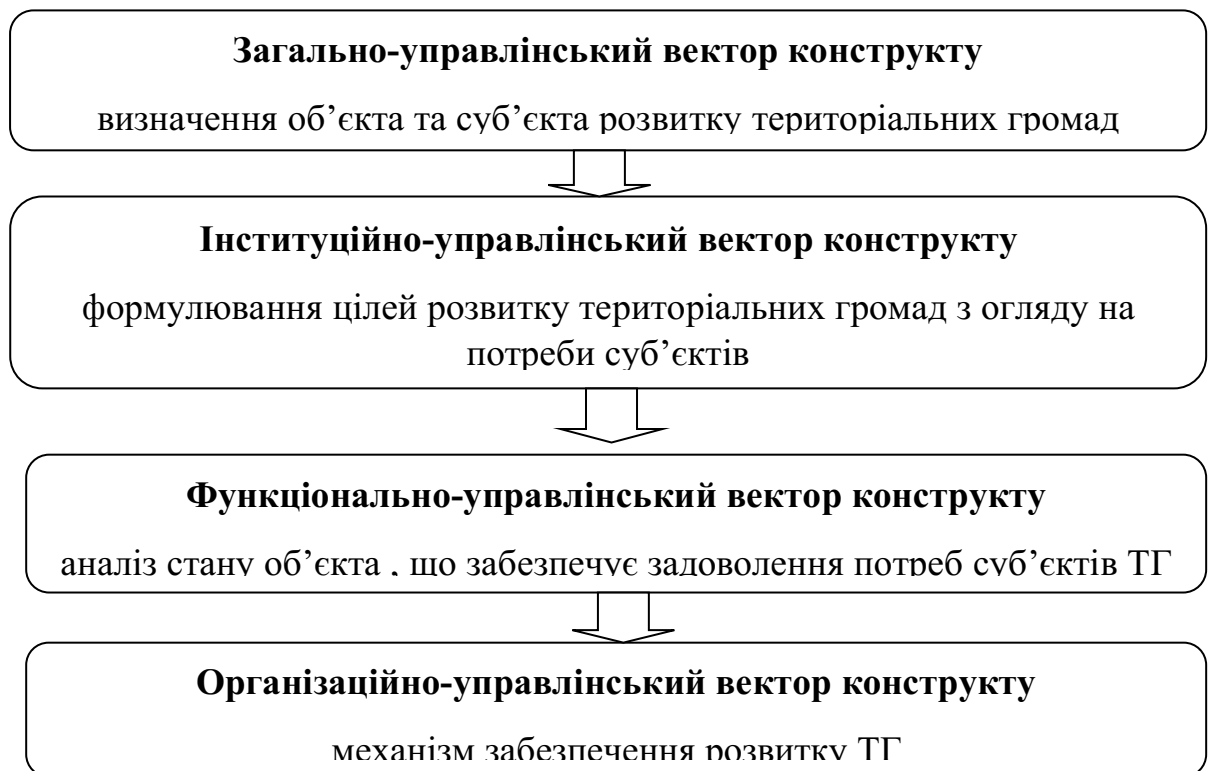 Загально-управлінський вектор конструкту
визначення об’єкта та суб’єкта розвитку територіальних громад
Інституційно-управлінський вектор конструкту
формулювання цілей розвитку територіальних громад з огляду на
потреби суб’єктів
Функціонально-управлінський вектор конструкту
аналіз стану об’єкта , що забезпечує задоволення потреб суб’єктів ТГ
Організаційно-управлінський вектор конструкту
механізм забезпечення розвитку ТГ